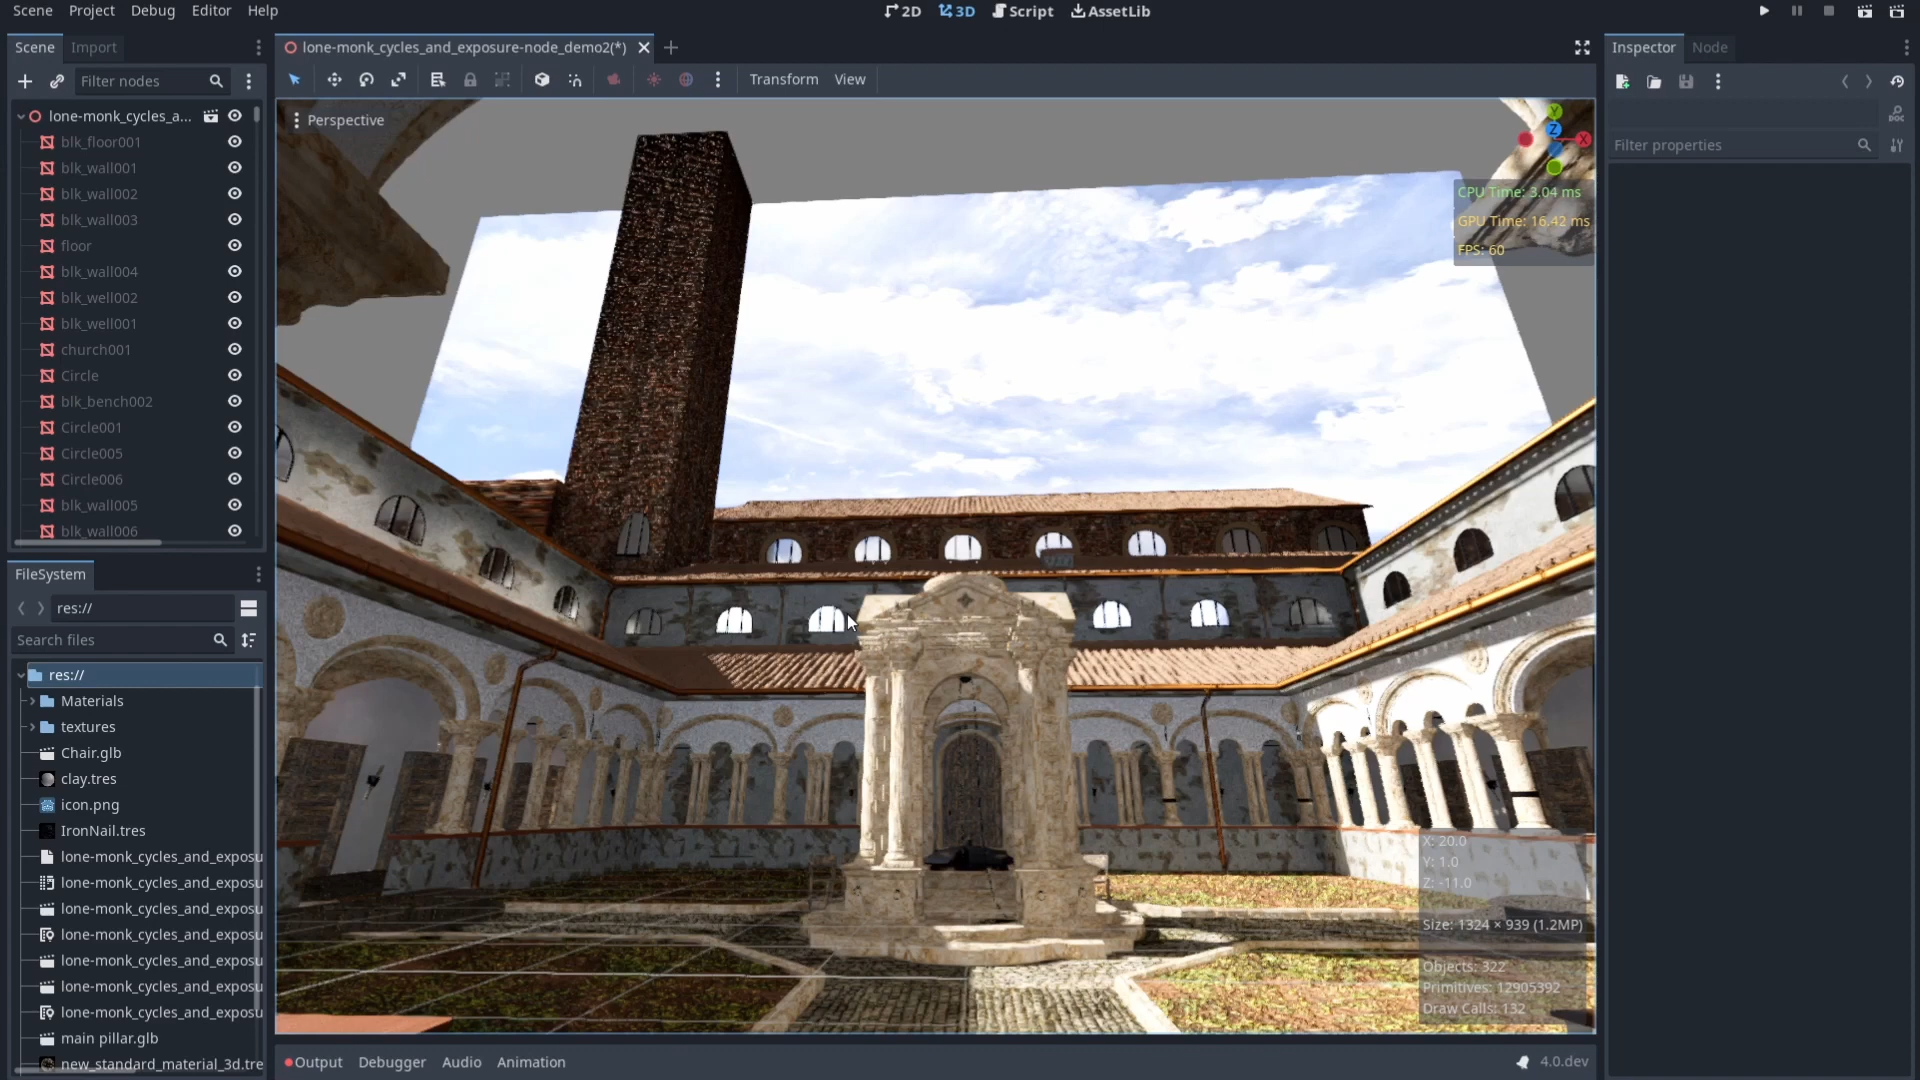 Scene Project Debug Editor Help
2D 3D Script AssetLib
Scene Import
Filter nodes
lone-monk_cycles_a...
blk_floor001
blk_wall001
blk_wall002
blk_wall003
floor
blk_wall004
blk_well002
blk_well001
church001
Circle
blk_bench002
Circle001
Circle005
Circle006
blk_wall005
blk_wall006
FileSystem
res://
Search files
res://
Materials
textures
Chair.glb
clay.tres
icon.png
IronNail.tres
lone-monk_cycles_and_exposu
lone-monk_cycles_and_exposu
lone-monk_cycles_and_exposu
lone-monk_cycles_and_exposu
lone-monk_cycles_and_exposu
lone-monk_cycles_and_exposu
lone-monk_cycles_and_exposu
main pillar.glb
new_standard_material_3d.tre
lone-monk_cycles_and_exposure-node_demo2(*)
Transform View
Perspective
Y
Z
X
CPU Time: 3.04 ms
GPU Time: 16.42 ms
FPS: 60
X: 20.0
Y: 1.0
Z: -11.0
Size: 1324 × 939 (1.2MP)
Objects: 322
Primitives: 12905392
Draw Calls: 132
Output Debugger Audio Animation
4.0.dev
Inspector Node
DOC
Filter properties